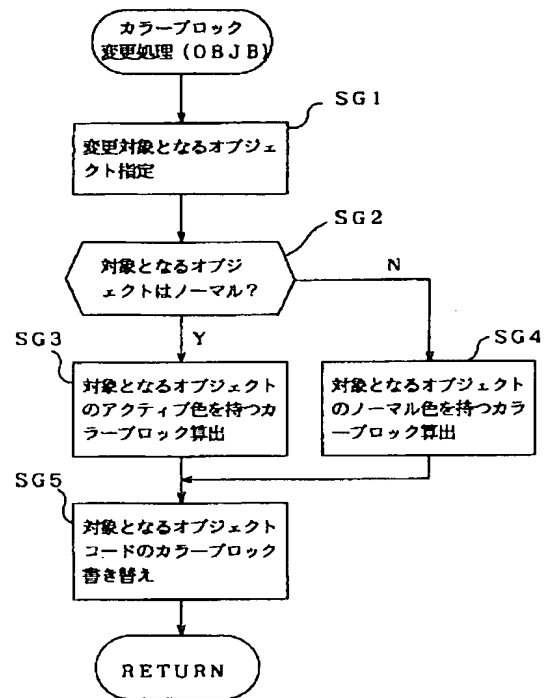 カラーブロック
変更処理(OBJB)
SG1
変更対象となるオブジェ
クト指定
SG2
対象となるオブジ
ェクトはノーマル?
N
Y
SG3
対象となるオブジェクト
のアクティブ色を持つカ
ラーブロック算出
SG4
対象となるオブジェクト
のノーマル色を持つカラ
ーブロック算出
SG5
対象となるオブジェクト
コードのカラーブロック
書き替え
RETURN